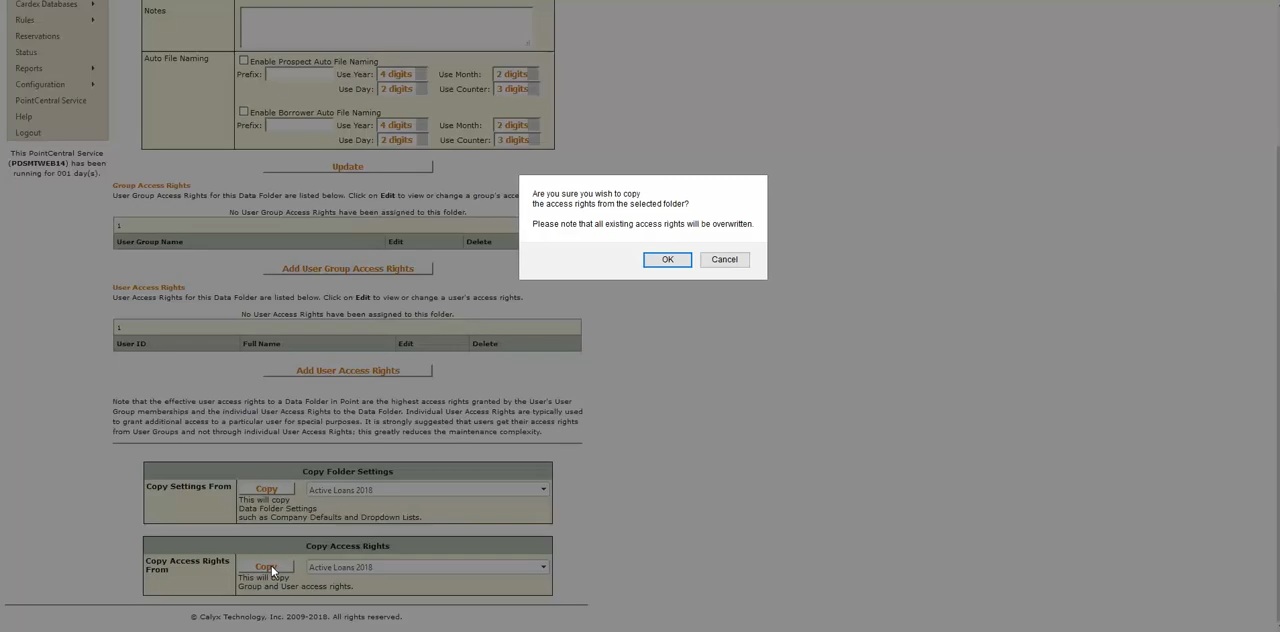 Cardex Databases
Rules
Reservations
Status
Reports
Configuration
PointCentral Service
Help
Logout
This PointCentral Service
(PDSMTWEB14) has been
running for 001 day(s).
Notes
Auto File Naming
Enable Prospect Auto File Naming
Prefix: Use Year: 4 digits Use Month: 2 digits
Use Day: 2 digits Use Counter: 3 digits
Enable Borrower Auto File Naming
Prefix: Use Year: 4 digits Use Month: 2 digits
Use Day: 2 digits Use Counter: 3 digits
Update
Group Access Rights
User Group Access Rights for this Data Folder are listed below. Click on Edit to view or change a group's acce
No User Group Access Rights have been assigned to this folder.
1
User Group Name Edit Delete
Add User Group Access Rights
User Access Rights
User Access Rights for this Data Folder are listed below. Click on Edit to view or change a user's access rights.
No User Access Rights have been assigned to this folder.
1
User ID Full Name Edit Delete
Add User Access Rights
Note that the effective user access rights to a Data Folder in Point are the highest access rights granted by the User's User
Group memberships and the individual User Access Rights to the Data Folder. Individual User Access Rights are typically used
to grant additional access to a particular user for special purposes. It is strongly suggested that users get their access rights
from User Groups and not through individual User Access Rights; this greatly reduces the maintenance complexity.
Copy Folder Settings
Copy Settings From Copy Active Loans 2018
This will copy
Data Folder Settings
such as Company Defaults and Dropdown Lists.
Copy Access Rights
Copy Access Rights From Copy Active Loans 2018
This will copy
Group and User access rights.
© Calyx Technology, Inc. 2009-2018. All rights reserved.
Are you sure you wish to copy
the access rights from the selected folder?
Please note that all existing access rights will be overwritten.
OK Cancel